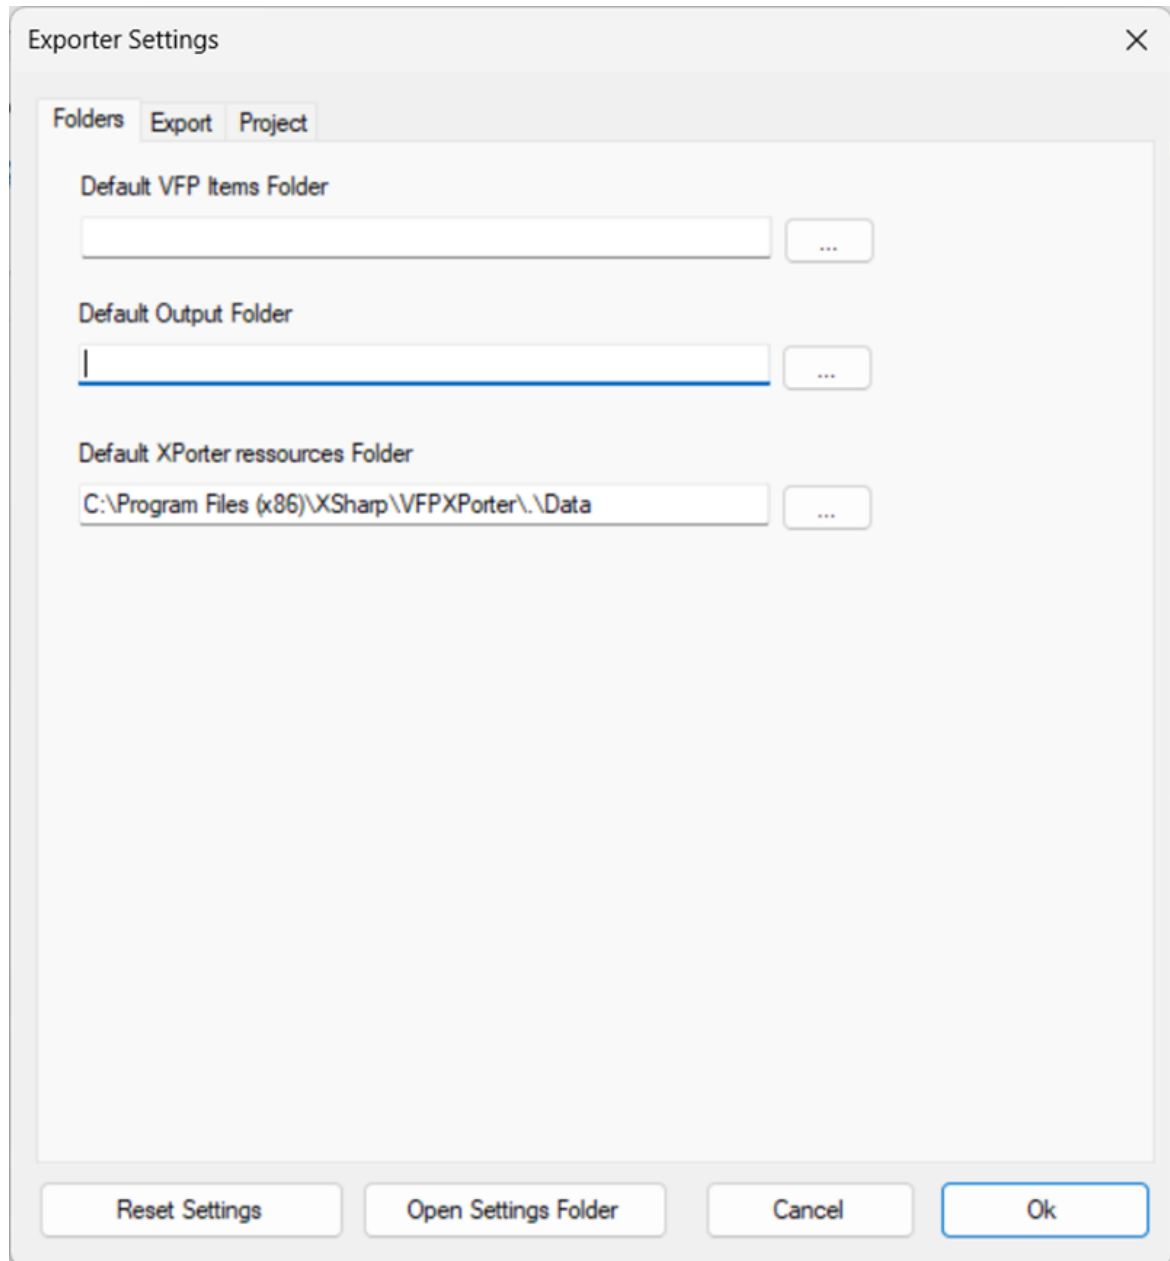 Exporter Settings
Folders Export Project
Default VFP Items Folder
...
Default Output Folder
...
Default XPorter ressources Folder
C:\Program Files (x86)\XSharp\VFPXPorter\.\Data ...
Reset Settings Open Settings Folder Cancel Ok